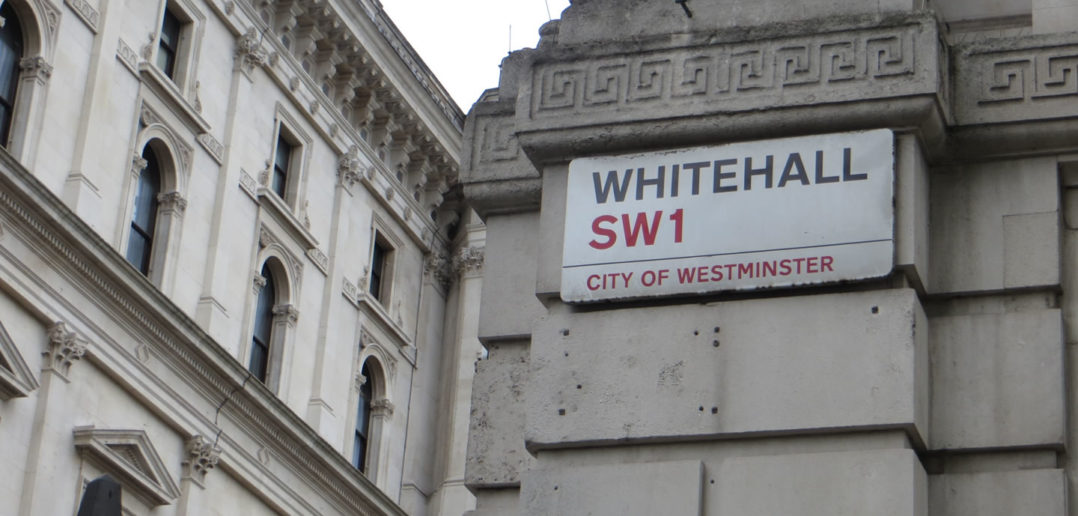 WHITEHALL
SW1
CITY OF WESTMINSTER